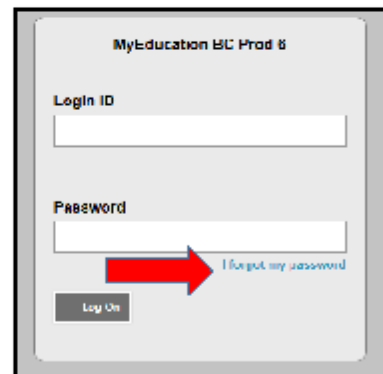 MyEducation BC Prod 6
Login ID
Password
I forgot my password
Log On